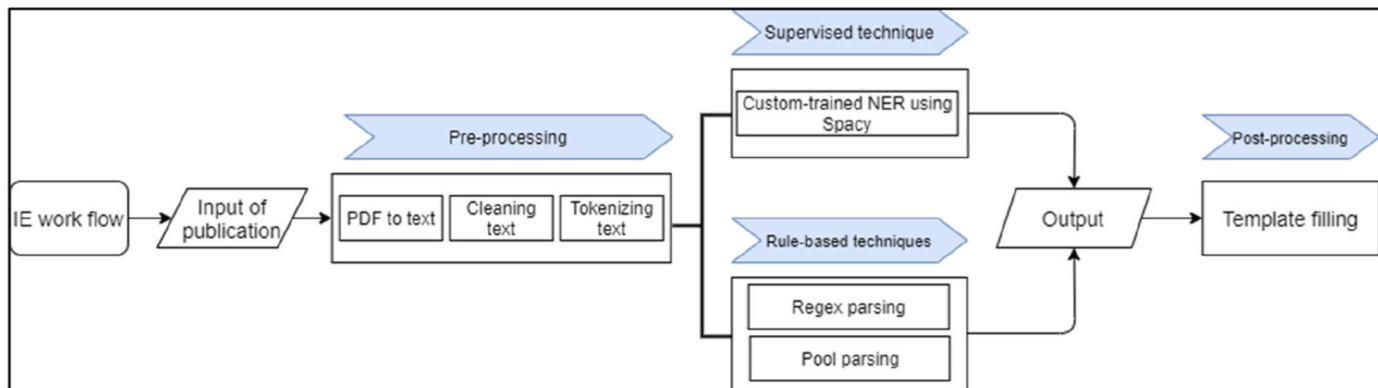 IE work flow
Input of
publication
Pre-processing
PDF to text
Cleaning
text
Tokenizing
text
Supervised technique
Custom-trained NER using
Spacy
Rule-based techniques
Regex parsing
Pool parsing
Output
Post-processing
Template filling